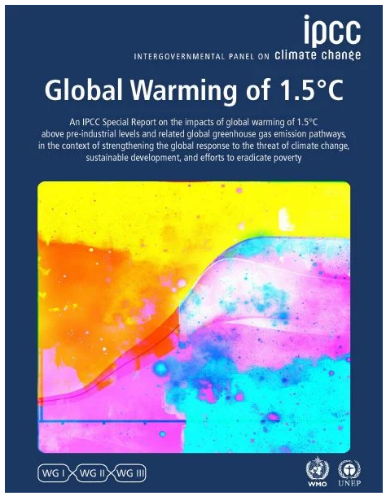 ipcc
INTERGOVERNMENTAL PANEL ON climate change
Global Warming of 1.5°C
An IPCC Special Report on the impacts of global warming of 1.5°C
above pre-industrial levels and related global greenhouse gas emission pathways,
in the context of strengthening the global response to the threat of climate change,
sustainable development, and efforts to eradicate poverty
WG I WG II WG III
WMO UNEP